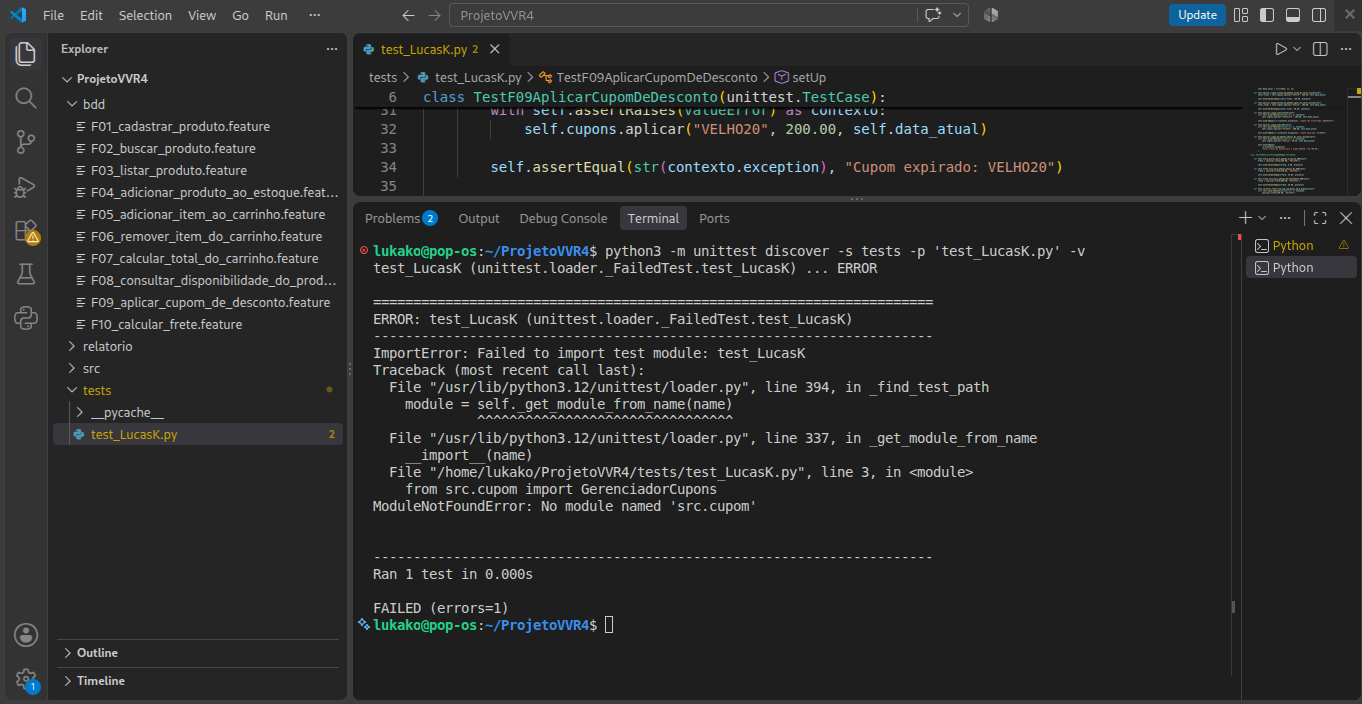 File Edit Selection View Go Run ··· ProjetoVVR4 Update
Explorer
ProjetoVVR4
bdd
F01_cadastrar_produto.feature
F02_buscar_produto.feature
F03_listar_produto.feature
F04_adicionar_produto_ao_estoque.feat...
F05_adicionar_item_ao_carrinho.feature
F06_remover_item_do_carrinho.feature
F07_calcular_total_do_carrinho.feature
F08_consultar_disponibilidade_do_prod...
F09_aplicar_cupom_de_desconto.feature
F10_calcular_frete.feature
relatorio
src
tests
__pycache__
test_LucasK.py 2
Outline
Timeline
1
test_LucasK.py 2
tests > test_LucasK.py > TestF09AplicarCupomDeDesconto > setUp
6 class TestF09AplicarCupomDeDesconto(unittest.TestCase):
31 with self.assertRaises(ValueError) as contexto:
32 self.cupons.aplicar("VELHO20", 200.00, self.data_atual)
33
34 self.assertEqual(str(contexto.exception), "Cupom expirado: VELHO20")
35
Problems 2 Output Debug Console Terminal Ports
lukako@pop-os:~/ProjetoVVR4$ python3 -m unittest discover -s tests -p 'test_LucasK.py' -v
test_LucasK (unittest.loader._FailedTest.test_LucasK) ... ERROR
======================================================================
ERROR: test_LucasK (unittest.loader._FailedTest.test_LucasK)
----------------------------------------------------------------------
ImportError: Failed to import test module: test_LucasK
Traceback (most recent call last):
File "/usr/lib/python3.12/unittest/loader.py", line 394, in _find_test_path
module = self._get_module_from_name(name)
^^^^^^^^^^^^^^^^^^^^^^^^^^^^^^^^
File "/usr/lib/python3.12/unittest/loader.py", line 337, in _get_module_from_name
__import__(name)
File "/home/lukako/ProjetoVVR4/tests/test_LucasK.py", line 3, in <module>
from src.cupom import GerenciadorCupons
ModuleNotFoundError: No module named 'src.cupom'
----------------------------------------------------------------------
Ran 1 test in 0.000s
FAILED (errors=1)
lukako@pop-os:~/ProjetoVVR4$
Python
Python